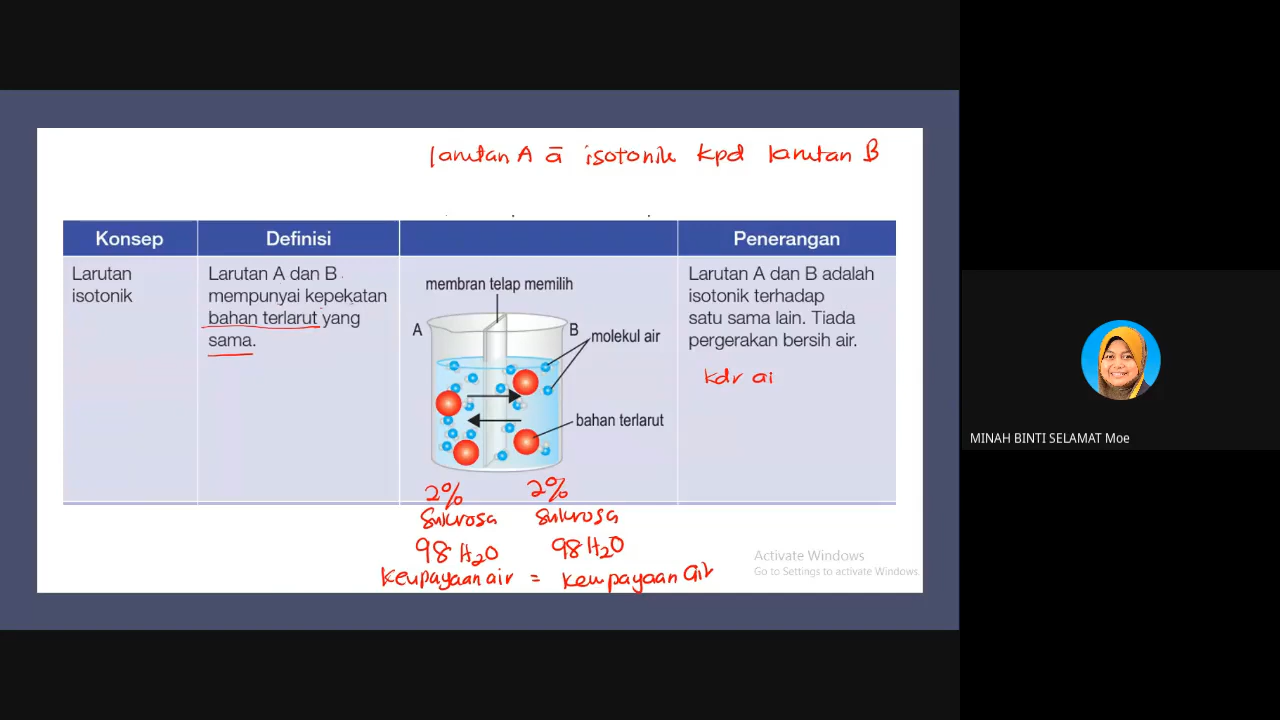 larutan A ā isotonik kpd larutan B
Konsep
Definisi
Penerangan
Larutan
isotonik
Larutan A dan B
mempunyai kepekatan
bahan terlarut yang
sama.
membran telap memilih
A
B
molekul air
bahan terlarut
Larutan A dan B adalah
isotonik terhadap
satu sama lain. Tiada
pergerakan bersih air.
kdr ai
2% 2%
Sukrosa Sukrosa
98 H2O 98 H2O
keupayaan air = keupayaan air
Activate Windows
Go to Settings to activate Windows.
MINAH BINTI SELAMAT Moe